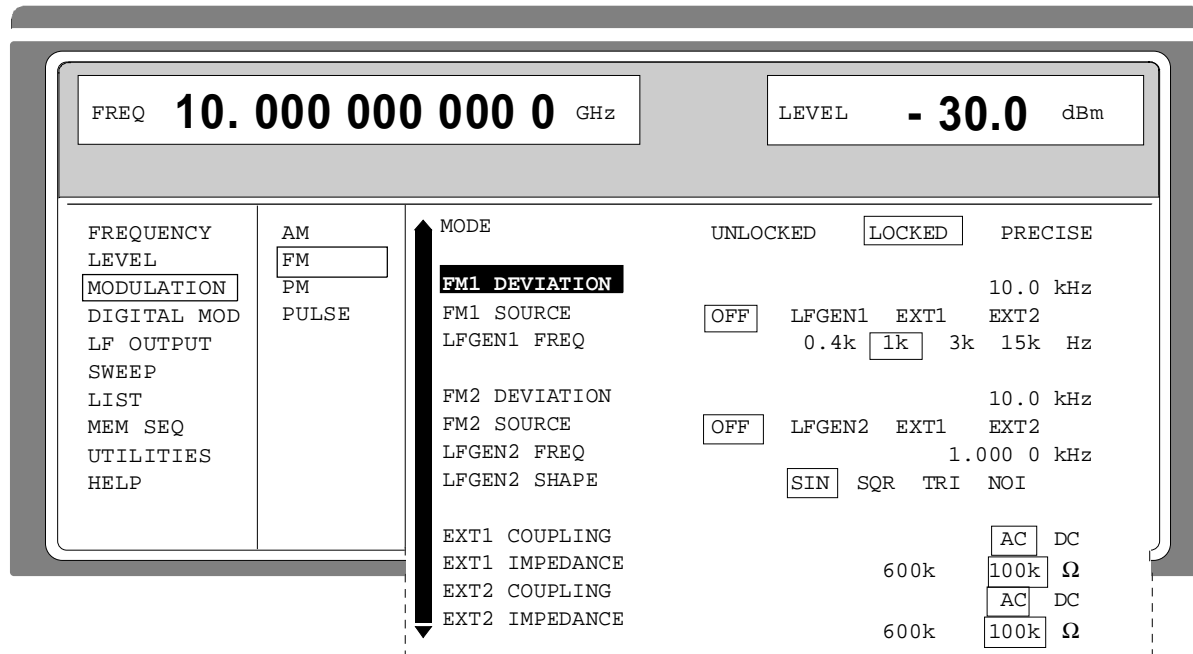 FREQ 10. 000 000 000 0 GHz
LEVEL - 30.0 dBm
FREQUENCY
LEVEL
MODULATION
DIGITAL MOD
LF OUTPUT
SWEEP
LIST
MEM SEQ
UTILITIES
HELP
AM
FM
PM
PULSE
MODE UNLOCKED LOCKED PRECISE
FM1 DEVIATION 10.0 kHz
FM1 SOURCE OFF LFGEN1 EXT1 EXT2
LFGEN1 FREQ 0.4k 1k 3k 15k Hz
FM2 DEVIATION 10.0 kHz
FM2 SOURCE OFF LFGEN2 EXT1 EXT2
LFGEN2 FREQ 1.000 0 kHz
LFGEN2 SHAPE SIN SQR TRI NOI
EXT1 COUPLING AC DC
EXT1 IMPEDANCE 600k 100k Ω
EXT2 COUPLING AC DC
EXT2 IMPEDANCE 600k 100k Ω